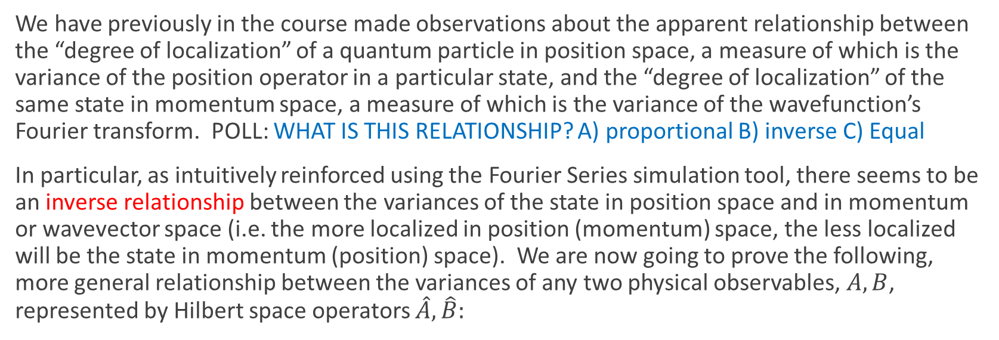 We have previously in the course made observations about the apparent relationship between
the “degree of localization” of a quantum particle in position space, a measure of which is the
variance of the position operator in a particular state, and the “degree of localization” of the
same state in momentum space, a measure of which is the variance of the wavefunction’s
Fourier transform.  POLL: WHAT IS THIS RELATIONSHIP? A) proportional B) inverse C) Equal
In particular, as intuitively reinforced using the Fourier Series simulation tool, there seems to be
an inverse relationship between the variances of the state in position space and in momentum
or wavevector space (i.e. the more localized in position (momentum) space, the less localized
will be the state in momentum (position) space).  We are now going to prove the following,
more general relationship between the variances of any two physical observables, A, B,
represented by Hilbert space operators Â, B̂: